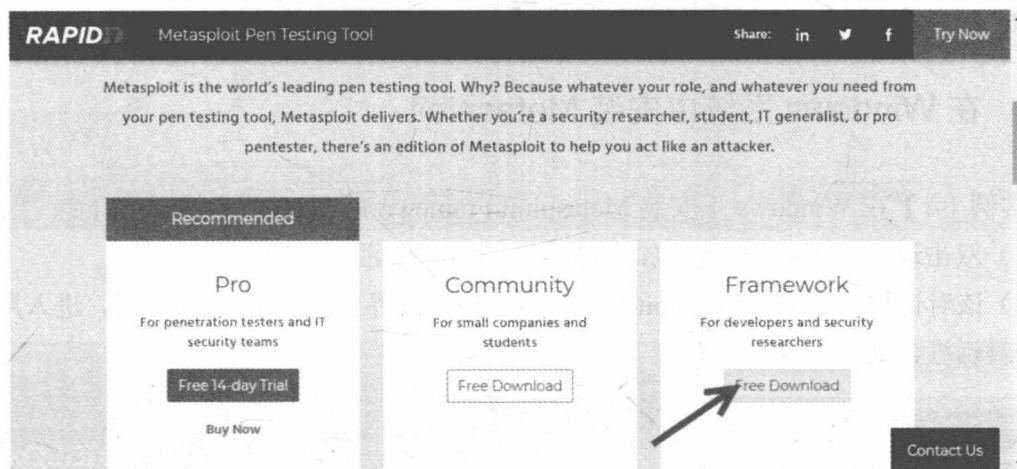 RAPID Metasploit Pen Testing Tool Share: in f Try Now
Metasploit is the world's leading pen testing tool. Why? Because whatever your role, and whatever you need from
your pen testing tool, Metasploit delivers. Whether you're a security researcher, student, IT generalist, or pro
pentester, there's an edition of Metasploit to help you act like an attacker.
Recommended
Pro
For penetration testers and IT
security teams
Free 14-day Trial
Buy Now
Community
For small companies and
students
Free Download
Framework
For developers and security
researchers
Free Download
Contact Us